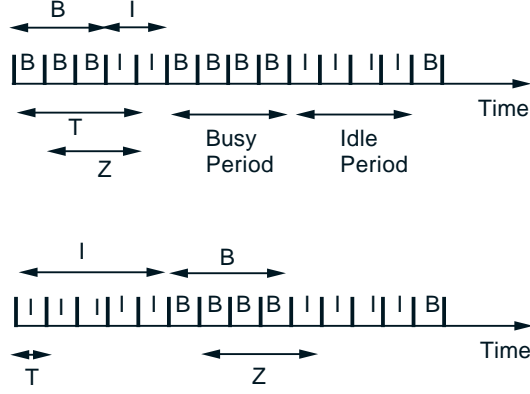 B I
B B B I I B B B B I I I I B
Time
T
Z
Busy
Period
Idle
Period
I
B
I I I I I B B B B I I I I B
Time
T
Z